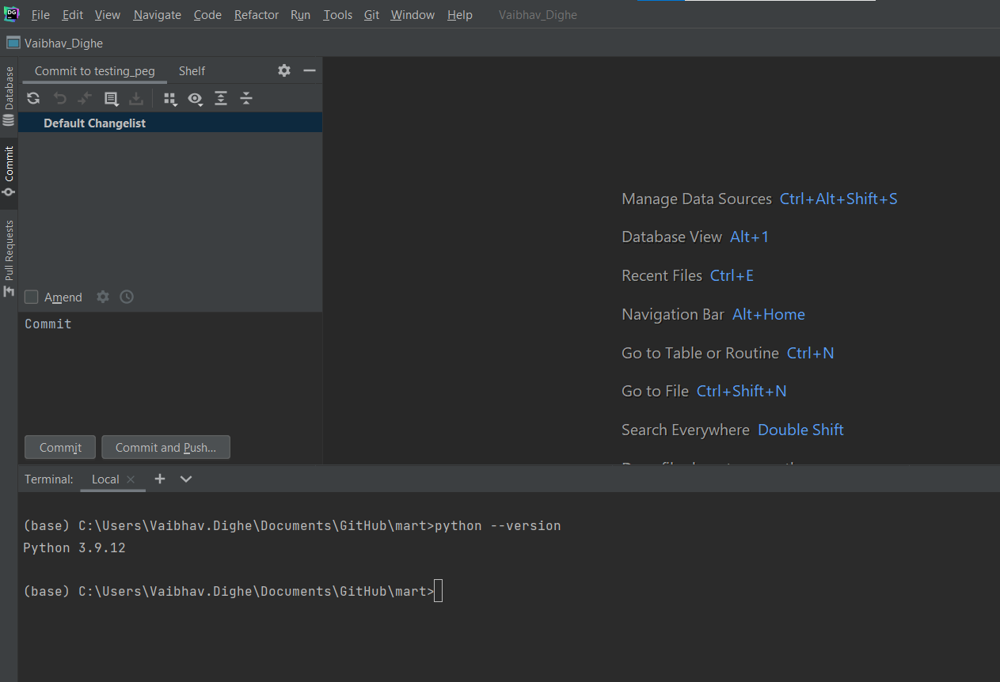 DG File Edit View Navigate Code Refactor Run Tools Git Window Help Vaibhav_Dighe
Vaibhav_Dighe
Commit to testing_peg Shelf
Database
Commit
Pull Requests
Default Changelist
Amend
Commit
Commit Commit and Push...
Manage Data Sources Ctrl+Alt+Shift+S
Database View Alt+1
Recent Files Ctrl+E
Navigation Bar Alt+Home
Go to Table or Routine Ctrl+N
Go to File Ctrl+Shift+N
Search Everywhere Double Shift
Terminal: Local
(base) C:\Users\Vaibhav.Dighe\Documents\GitHub\mart>python --version
Python 3.9.12
(base) C:\Users\Vaibhav.Dighe\Documents\GitHub\mart>